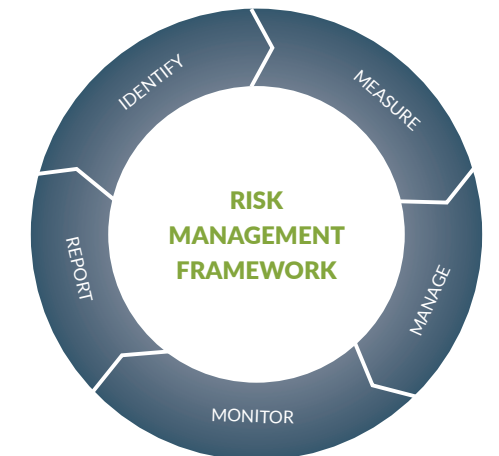 IDENTIFY
MEASURE
MANAGE
MONITOR
REPORT
RISK
MANAGEMENT
FRAMEWORK